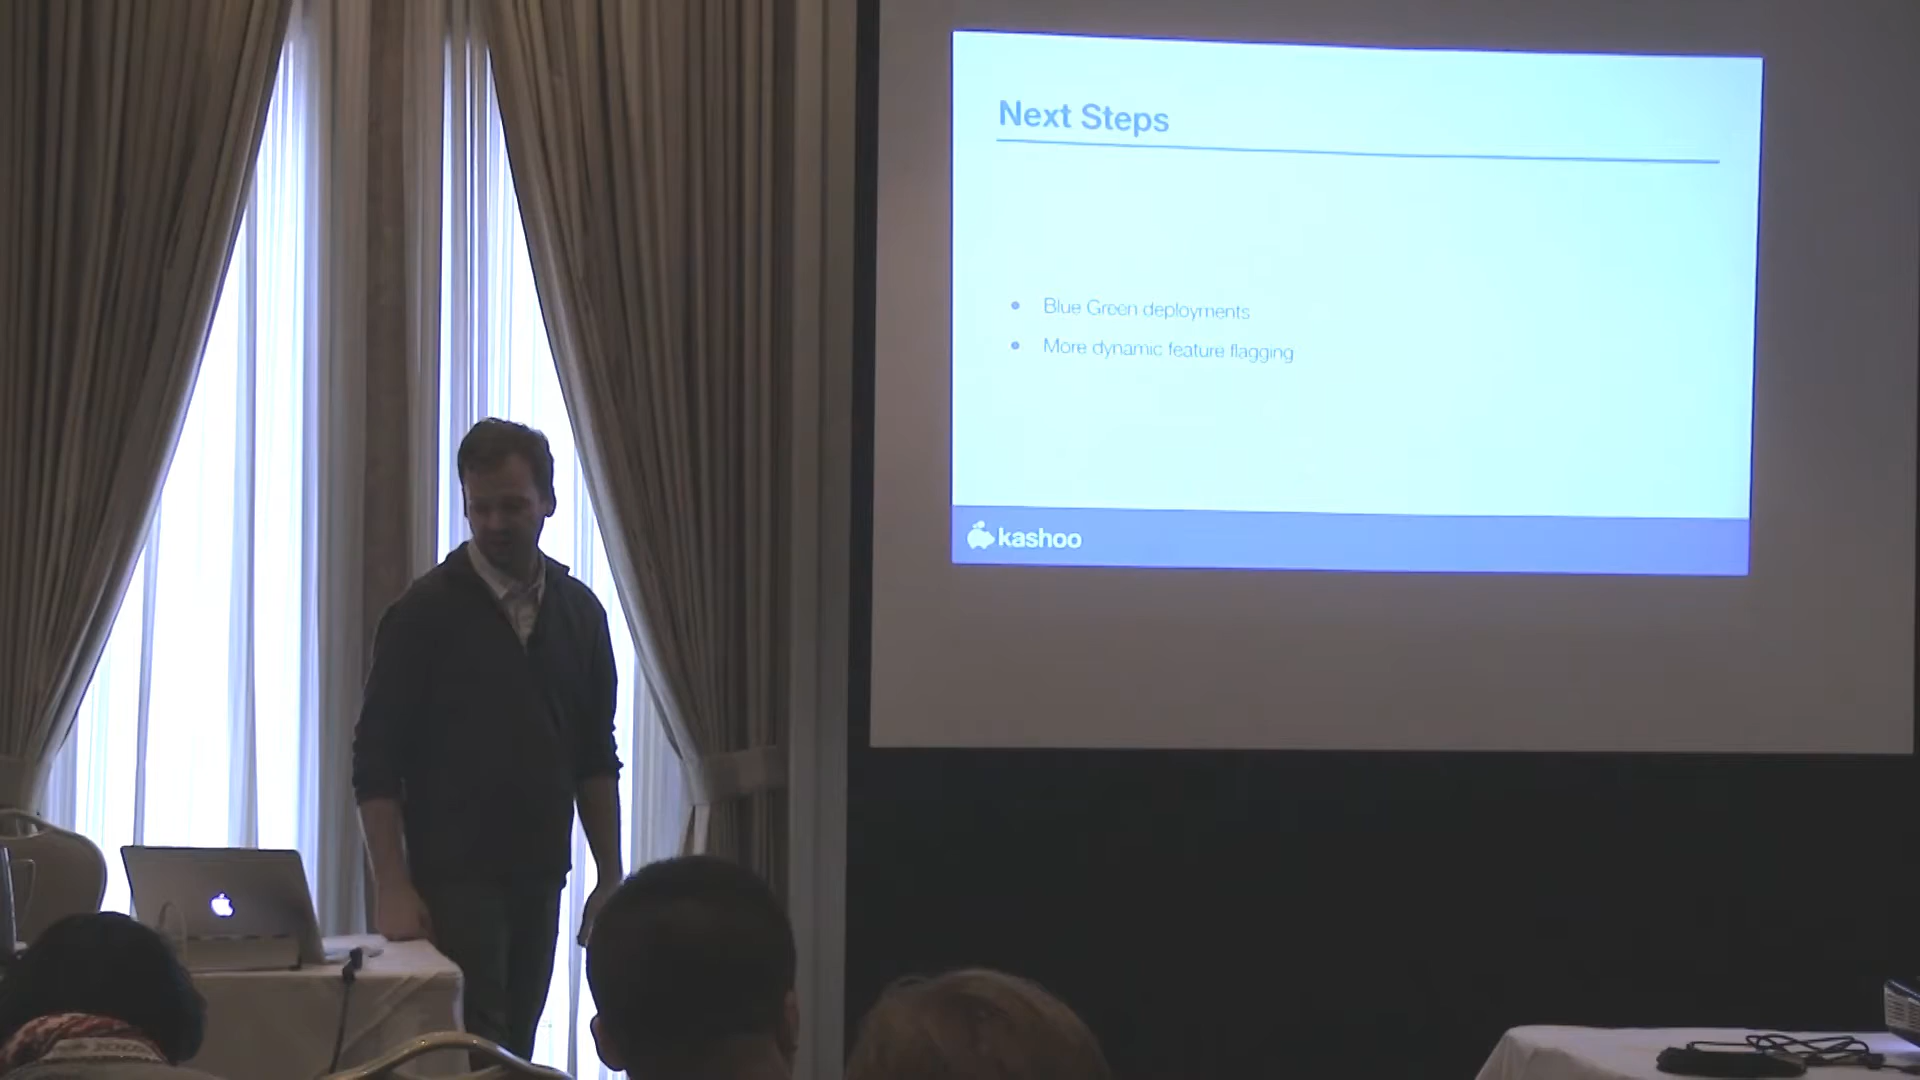 Next Steps
Blue Green deployments
More dynamic feature flagging
kashoo